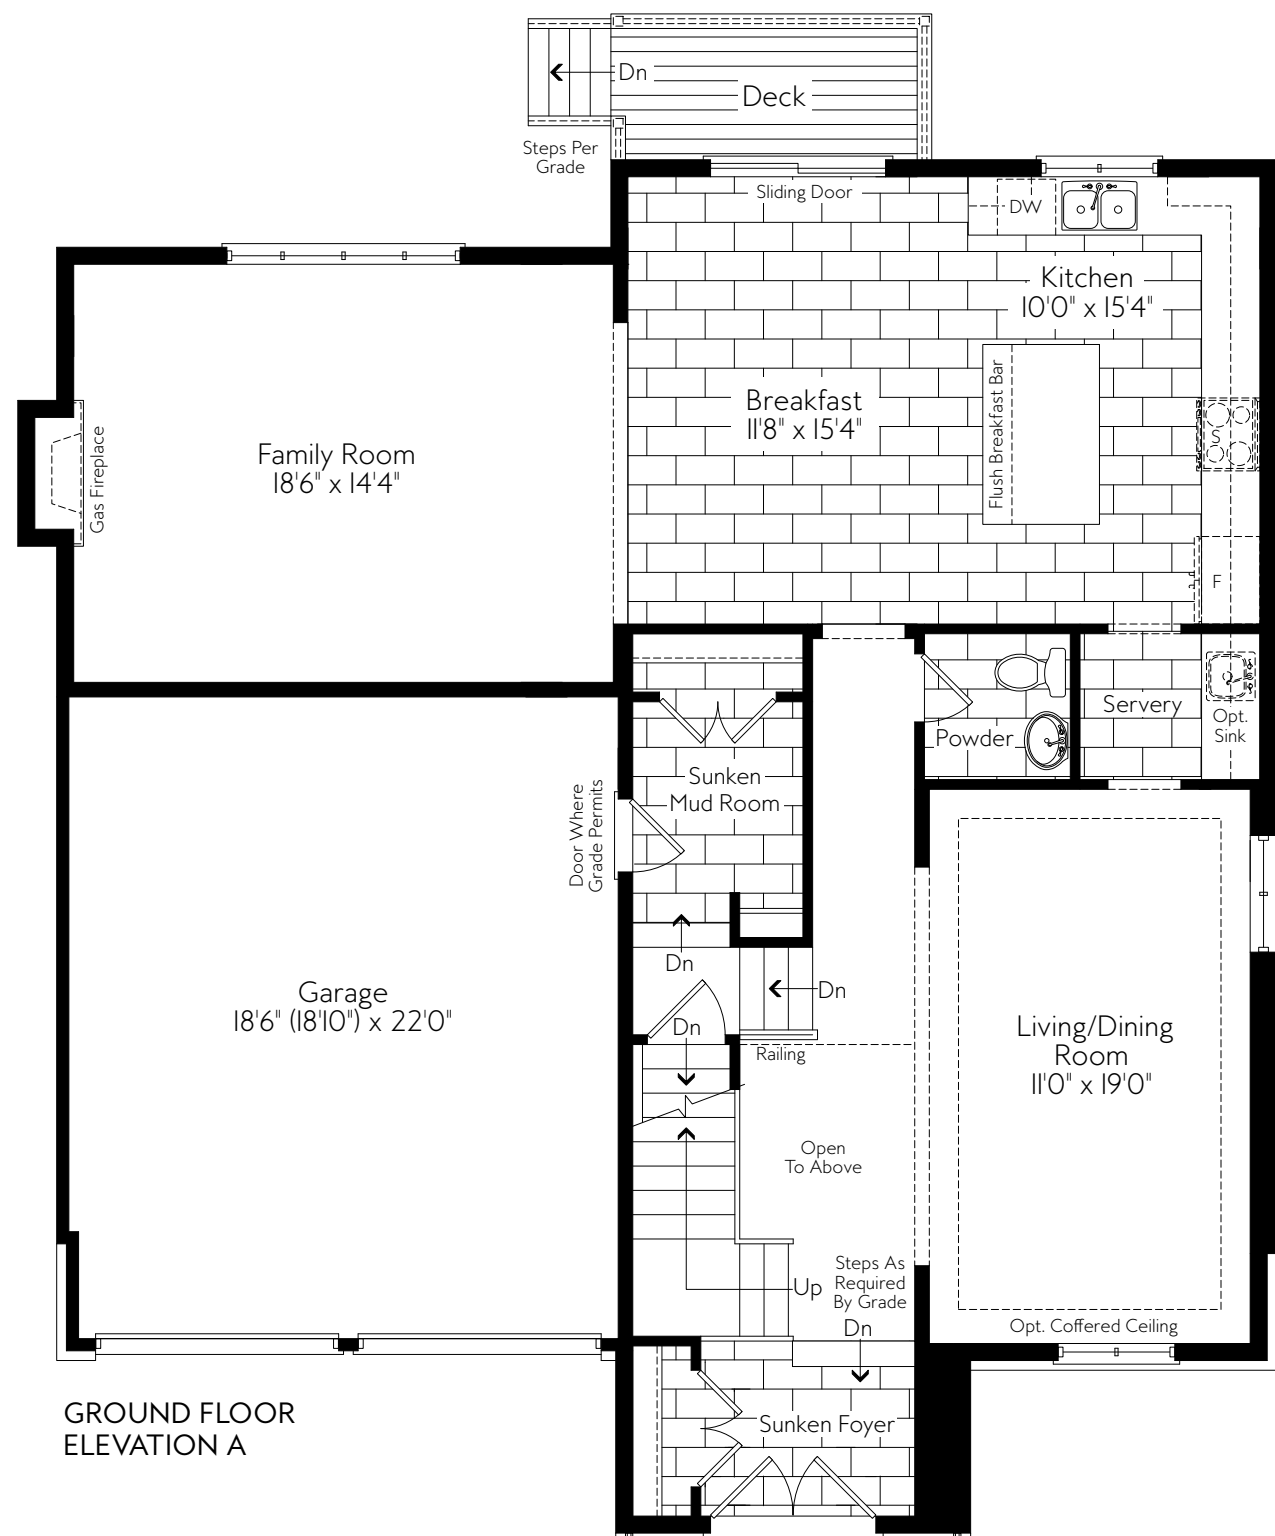 Dn
Deck
Steps Per
Grade
Sliding Door
DW
Kitchen
10'0" x 15'4"
Flush Breakfast Bar
Breakfast
11'8" x 15'4"
S
F
Family Room
18'6" x 14'4"
Gas Fireplace
Servery
Opt.
Sink
Powder
Sunken
Mud Room
Door Where
Grade Permits
Dn
Dn
Dn
Railing
Garage
18'6" (18'10") x 22'0"
Living/Dining
Room
11'0" x 19'0"
Open
To Above
Steps As
Required
By Grade
Up
Dn
Opt. Coffered Ceiling
Sunken Foyer
GROUND FLOOR
ELEVATION A